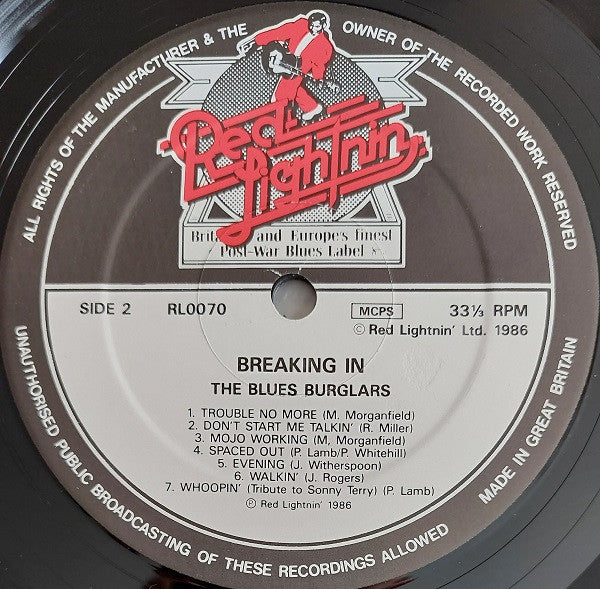 ALL RIGHTS OF THE MANUFACTURER & THE OWNER OF THE RECORDED WORK RESERVED
Red
Lightnin'
and Europe's finest
Post-War Blues Label
SIDE 2 RL0070
MCPS 33⅓ RPM
© Red Lightnin' Ltd. 1986
BREAKING IN
THE BLUES BURGLARS
1. TROUBLE NO MORE (M. Morganfield)
2. DON'T START ME TALKIN' (R. Miller)
3. MOJO WORKING (M, Morganfield)
4. SPACED OUT (P. Lamb/P. Whitehill)
5. EVENING (J. Witherspoon)
6. WALKIN' (J. Rogers)
7. WHOOPIN' (Tribute to Sonny Terry) (P. Lamb)
© Red Lightnin' 1986
UNAUTHORISED PUBLIC BROADCASTING OF THESE RECORDINGS ALLOWED
MADE IN GREAT BRITAIN